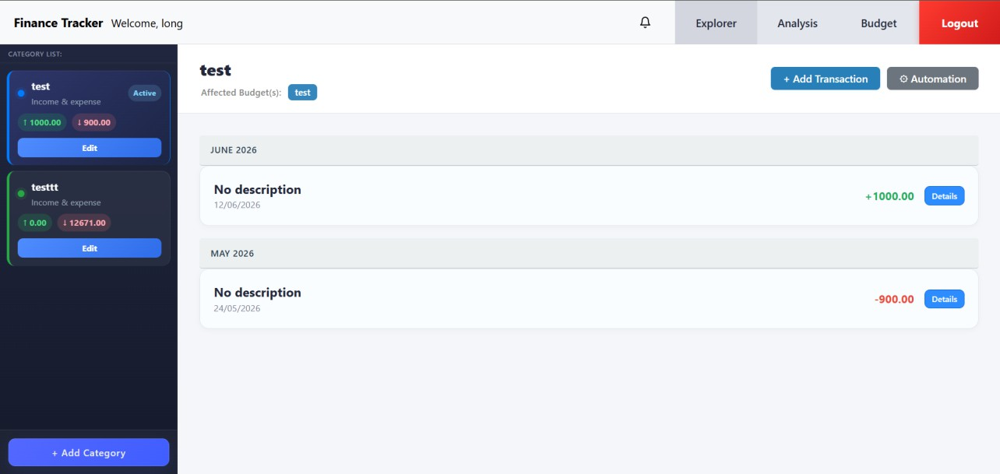 Finance Tracker Welcome, long
Explorer
Analysis
Budget
Logout
CATEGORY LIST:
test
Income & expense
Active
↑ 1000.00
↓ 900.00
Edit
testtt
Income & expense
↑ 0.00
↓ 12671.00
Edit
+ Add Category
test
Affected Budget(s): test
+ Add Transaction
⚙ Automation
JUNE 2026
No description
12/06/2026
+1000.00
Details
MAY 2026
No description
24/05/2026
-900.00
Details